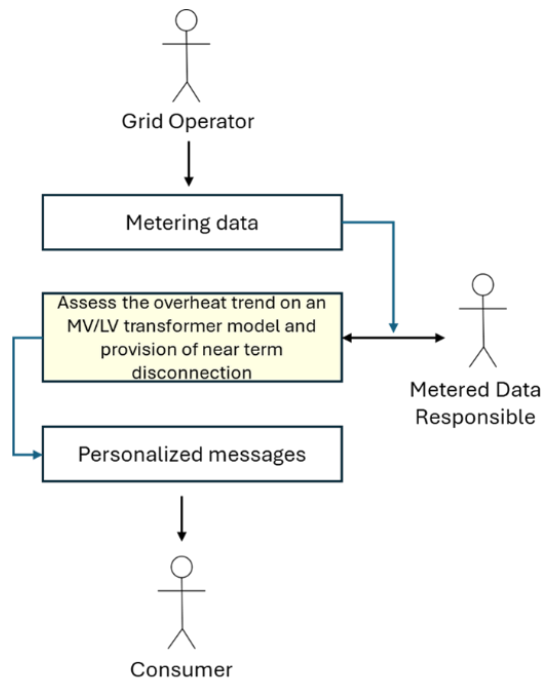 Grid Operator
Metering data
Assess the overheat trend on an
MV/LV transformer model and
provision of near term
disconnection
Metered Data
Responsible
Personalized messages
Consumer